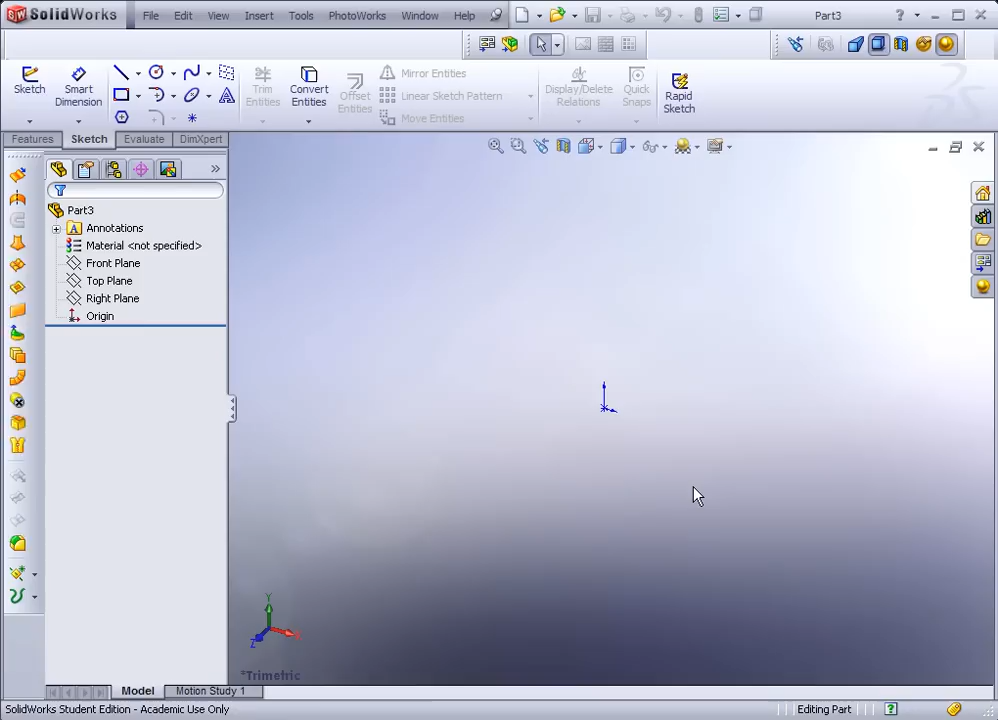 SolidWorks File Edit View Insert Tools PhotoWorks Window Help Part3 ?
Sketch Smart Dimension Trim Entities Convert Entities Offset Entities Mirror Entities Linear Sketch Pattern Move Entities Display/Delete Relations Quick Snaps Rapid Sketch
Features Sketch Evaluate DimXpert
Part3
A Annotations
Material <not specified>
Front Plane
Top Plane
Right Plane
Origin
Y
X
Z
*Trimetric
Model Motion Study 1
SolidWorks Student Edition - Academic Use Only Editing Part ?